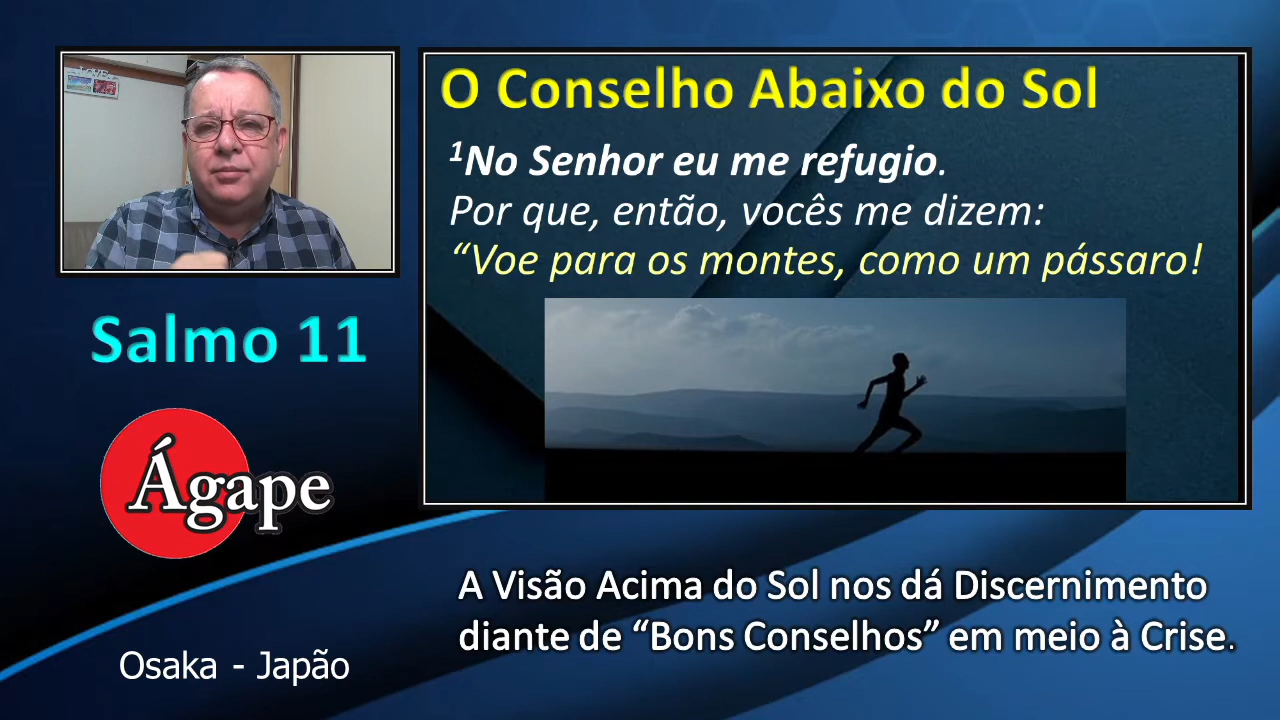 LOVE
O Conselho Abaixo do Sol
¹No Senhor eu me refugio.
Por que, então, vocês me dizem:
“Voe para os montes, como um pássaro!
Salmo 11
Ágape
A Visão Acima do Sol nos dá Discernimento
diante de “Bons Conselhos” em meio à Crise.
Osaka - Japão